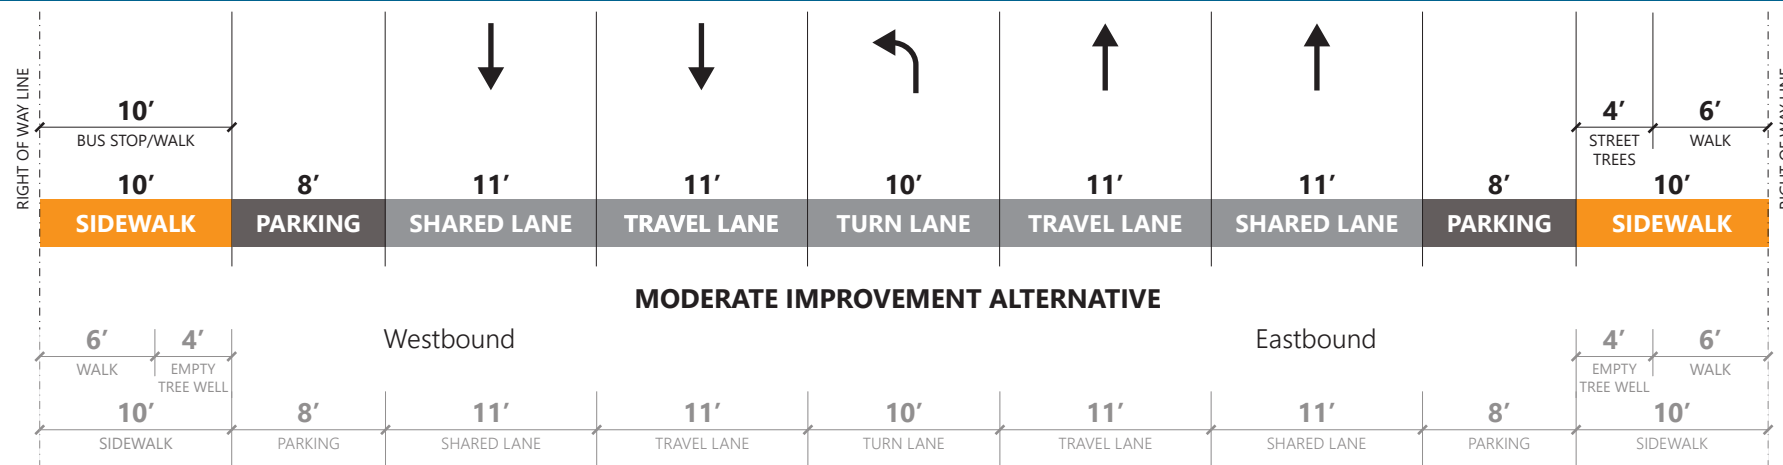 RIGHT OF WAY LINE
10’
BUS STOP/WALK
4’ 6’
STREET TREES WALK
RIGHT OF WAY LINE
10’ 8’ 11’ 11’ 10’ 11’ 11’ 8’ 10’
SIDEWALK PARKING SHARED LANE TRAVEL LANE TURN LANE TRAVEL LANE SHARED LANE PARKING SIDEWALK
MODERATE IMPROVEMENT ALTERNATIVE
Westbound Eastbound
6’ 4’ 4’ 6’
WALK EMPTY TREE WELL EMPTY TREE WELL WALK
10’ 8’ 11’ 11’ 10’ 11’ 11’ 8’ 10’
SIDEWALK PARKING SHARED LANE TRAVEL LANE TURN LANE TRAVEL LANE SHARED LANE PARKING SIDEWALK